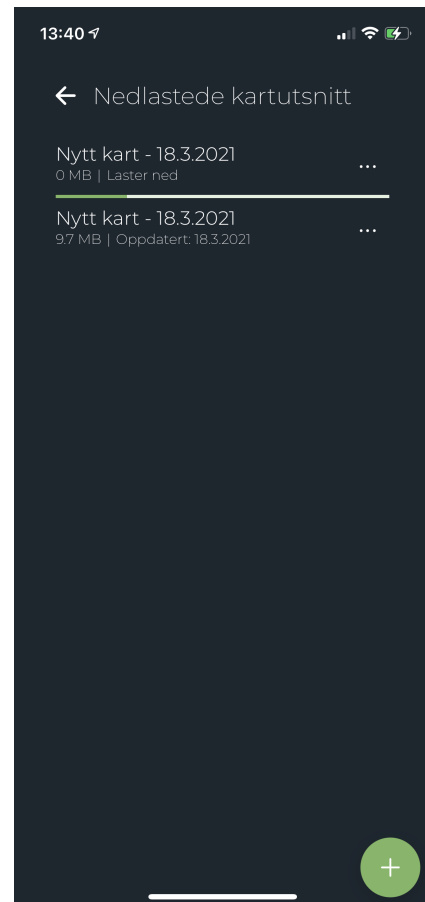 13:40
Nedlastede kartutsnitt
Nytt kart - 18.3.2021
0 MB | Laster ned
Nytt kart - 18.3.2021
9.7 MB | Oppdatert: 18.3.2021